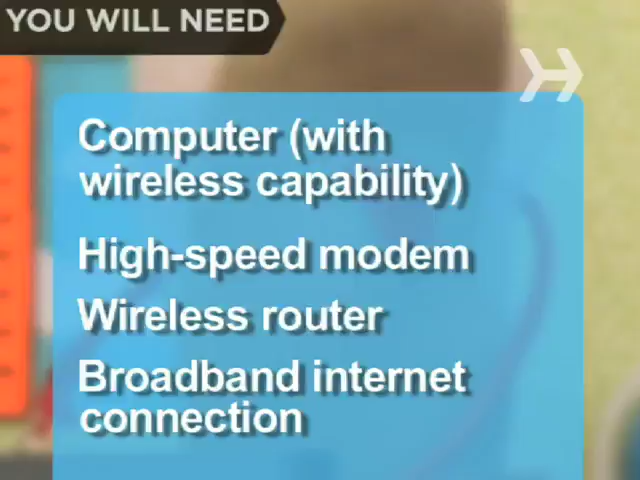 YOU WILL NEED
Computer (with
wireless capability)
High-speed modem
Wireless router
Broadband internet
connection